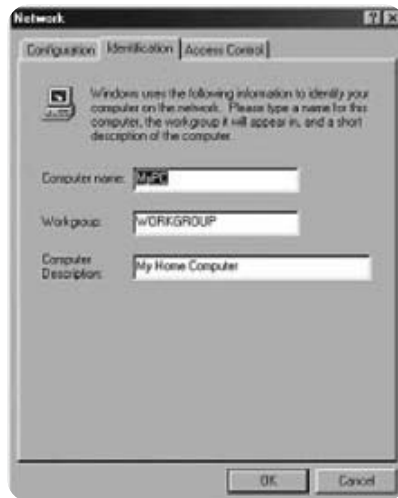 Network
Configuration Identification Access Control
Windows uses the following information to identify your
computer on the network. Please type a name for this
computer, the workgroup it will appear in, and a short
description of the computer.
Computer name: MyPC
Workgroup: WORKGROUP
Computer
Description: My Home Computer
OK Cancel